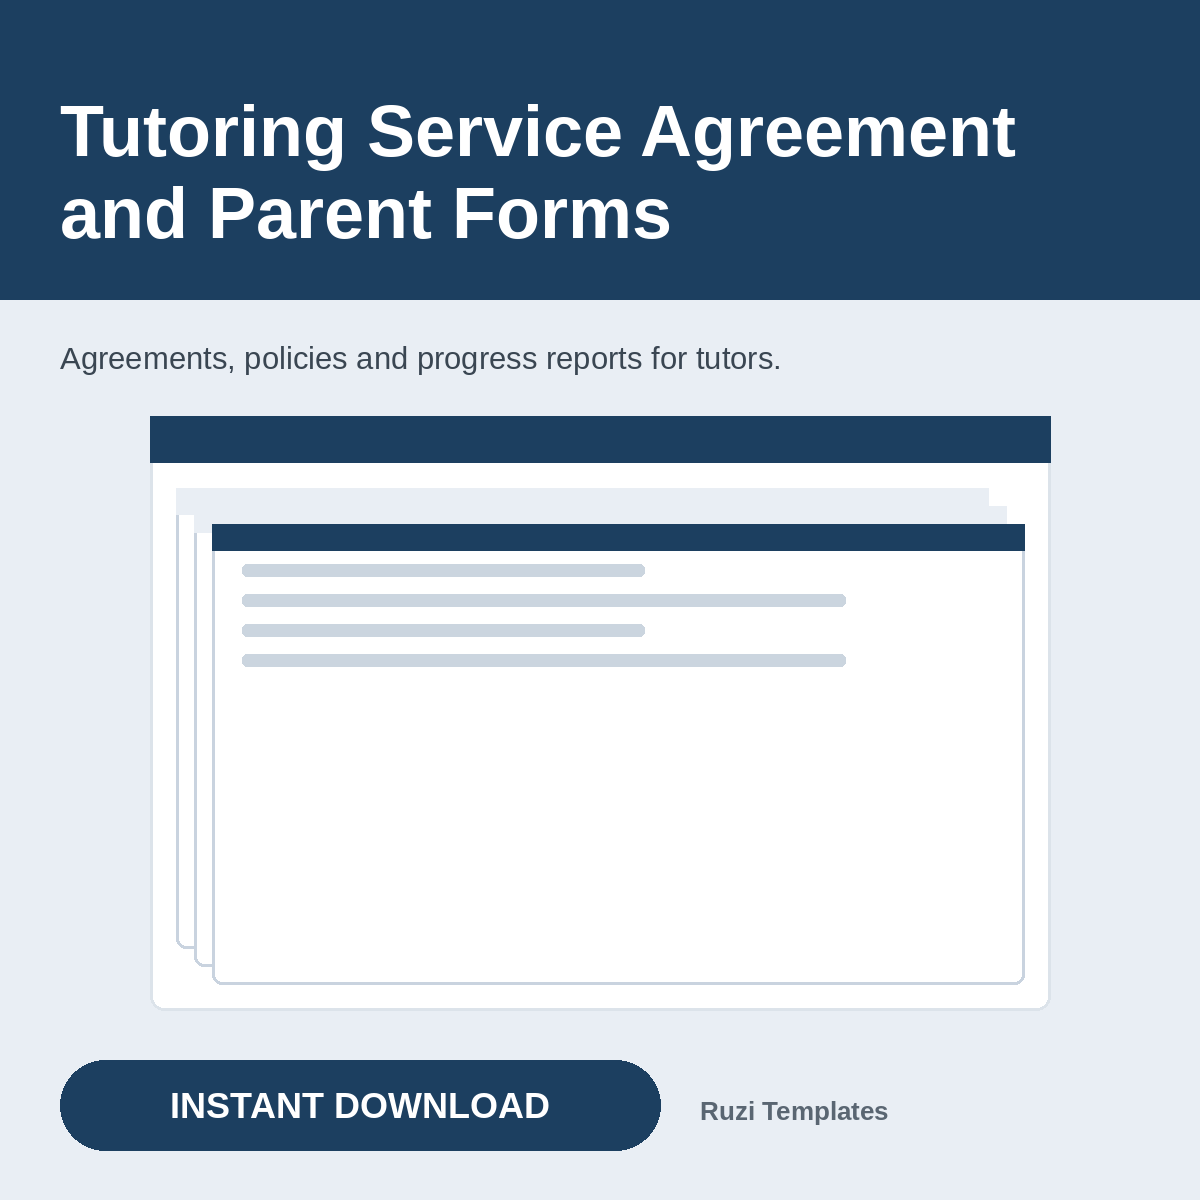 Tutoring Service Agreement
and Parent Forms
Agreements, policies and progress reports for tutors.
INSTANT DOWNLOAD
Ruzi Templates